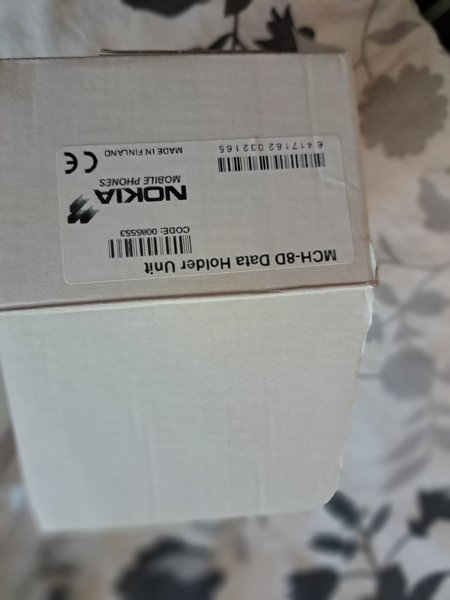 MCH-8D Data Holder Unit
CODE: 0085553
NOKIA
MOBILE PHONES
CE
MADE IN FINLAND
6 417182 032165